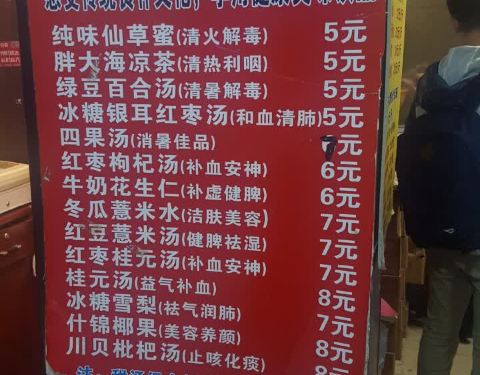 纯味仙草蜜(清火解毒) 5元
胖大海凉茶(清热利咽) 5元
绿豆百合汤(清暑解毒) 5元
冰糖银耳红枣汤(和血清肺) 5元
四果汤(消暑佳品) 7元
红枣枸杞汤(补血安神) 6元
牛奶花生仁(补虚健脾) 6元
冬瓜薏米水(洁肤美容) 7元
红豆薏米汤(健脾祛湿) 7元
红枣桂元汤(补血安神) 7元
桂元汤(益气补血) 8元
冰糖雪梨(祛气润肺) 7元
什锦椰果(美容养颜) 8元
川贝枇杷汤(止咳化痰) 8元